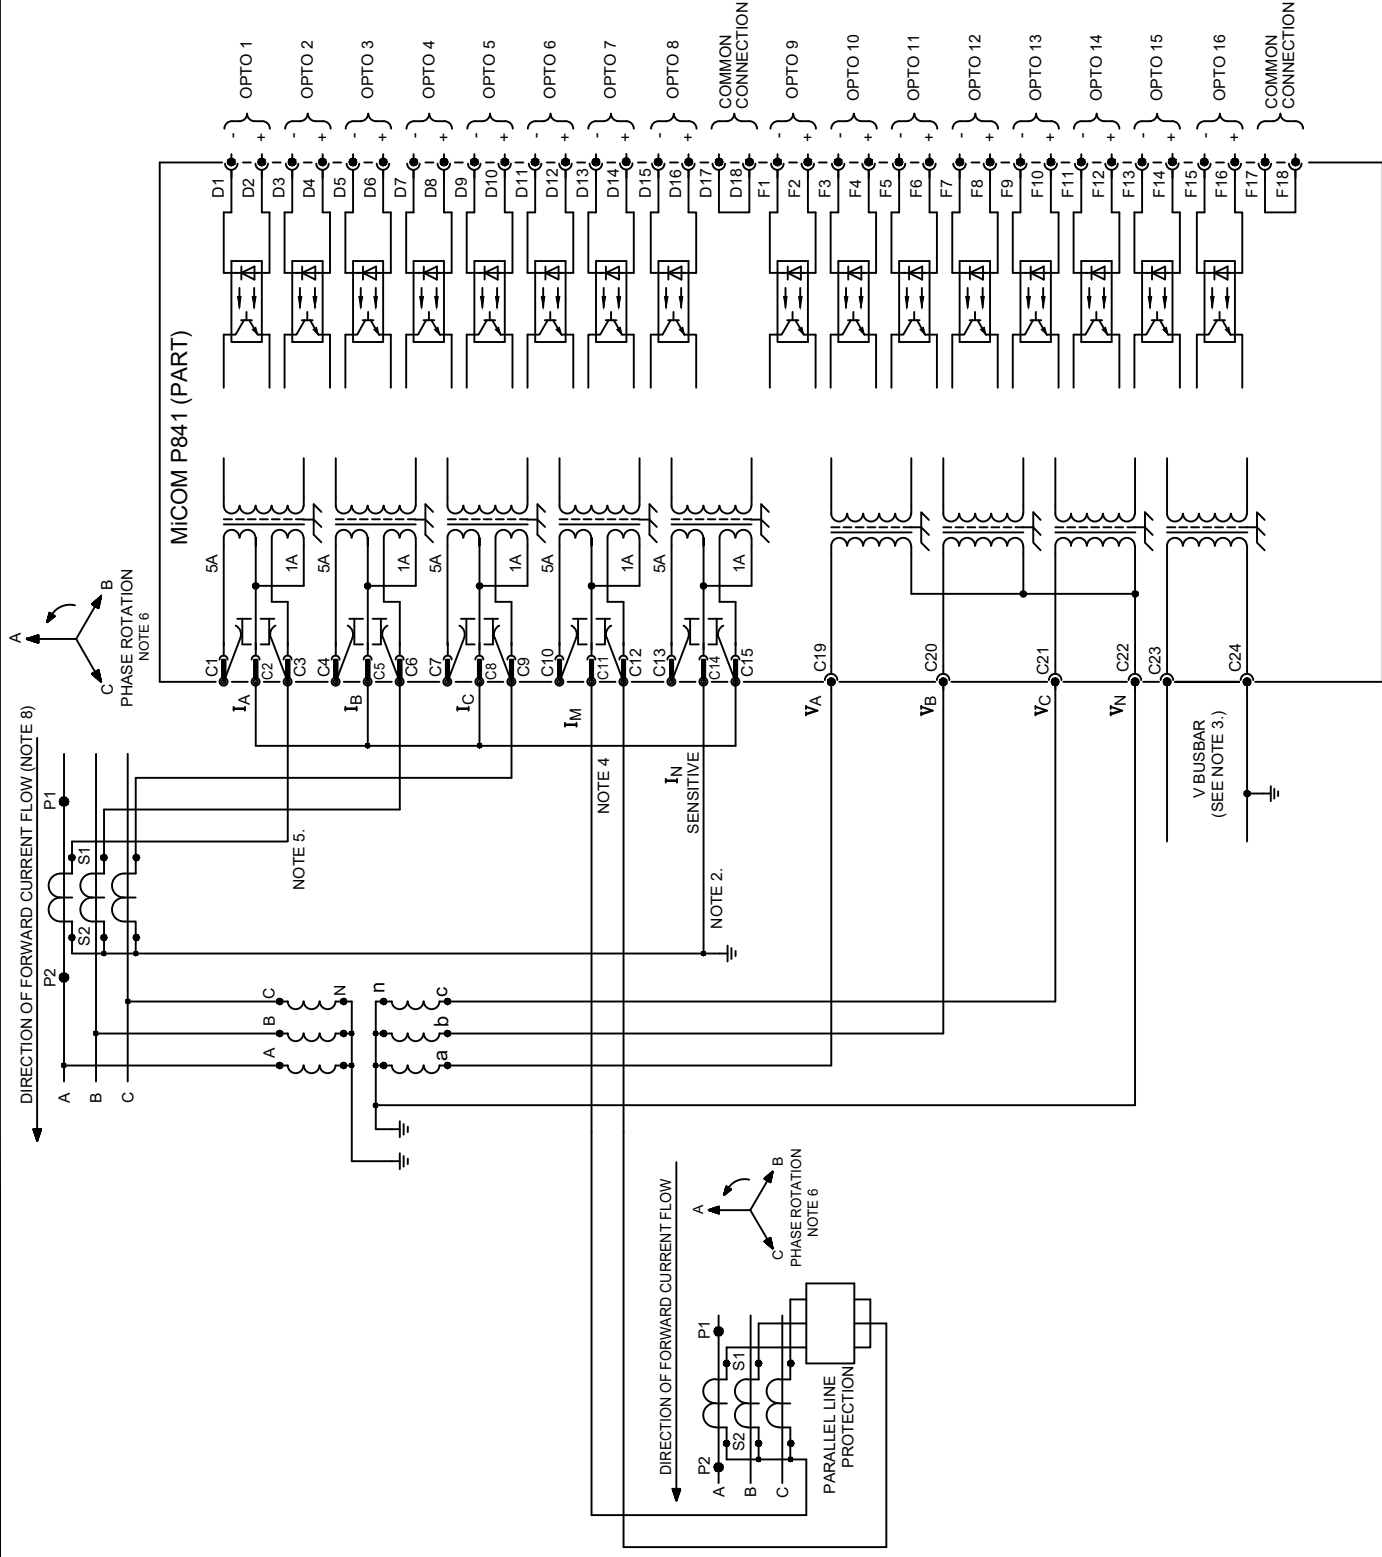 DIRECTION OF FORWARD CURRENT FLOW (NOTE 8)
A
B
C
P2
P1
S2
S1
A
B
C
PHASE ROTATION
NOTE 6
MiCOM P841 (PART)
A
B
C
N
n
a
b
c
NOTE 5.
NOTE 4
NOTE 2.
IA
IB
IC
IM
IN
SENSITIVE
VA
VB
VC
VN
V BUSBAR
(SEE NOTE 3.)
C1
C2
C3
C4
C5
C6
C7
C8
C9
C10
C11
C12
C13
C14
C15
C19
C20
C21
C22
C23
C24
5A
1A
5A
1A
5A
1A
5A
1A
5A
1A
D1
D2
D3
D4
D5
D6
D7
D8
D9
D10
D11
D12
D13
D14
D15
D16
D17
D18
F1
F2
F3
F4
F5
F6
F7
F8
F9
F10
F11
F12
F13
F14
F15
F16
F17
F18
- + OPTO 1
- + OPTO 2
- + OPTO 3
- + OPTO 4
- + OPTO 5
- + OPTO 6
- + OPTO 7
- + OPTO 8
COMMON
CONNECTION
- + OPTO 9
- + OPTO 10
- + OPTO 11
- + OPTO 12
- + OPTO 13
- + OPTO 14
- + OPTO 15
- + OPTO 16
COMMON
CONNECTION
DIRECTION OF FORWARD CURRENT FLOW
A
B
C
P2
P1
S2
S1
PARALLEL LINE
PROTECTION
A
B
C
PHASE ROTATION
NOTE 6